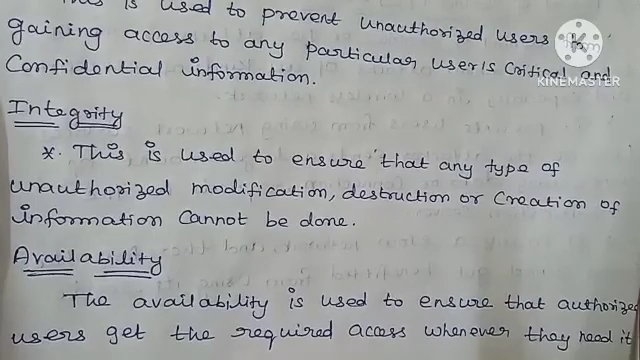 This is used to prevent unauthorized users from
gaining access to any particular user's critical and
Confidential information.
KINEMASTER
Integrity
*. This is used to ensure that any type of
unauthorized modification, destruction or Creation of
information Cannot be done.
Availability
The availability is used to ensure that authorized
users get the required access whenever they need it